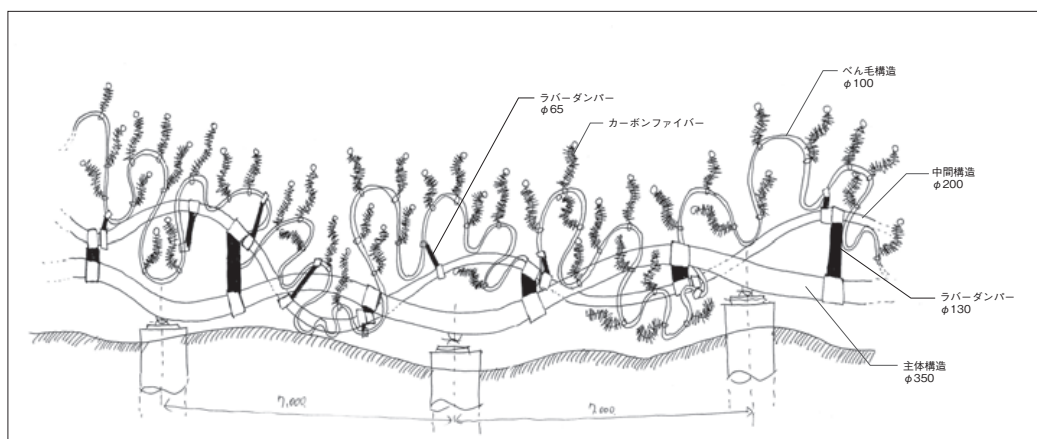 べん毛構造
φ100
ラバーダンパー
φ65
カーボンファイバー
中間構造
φ200
ラバーダンパー
φ130
主体構造
φ350
7,000
7,000